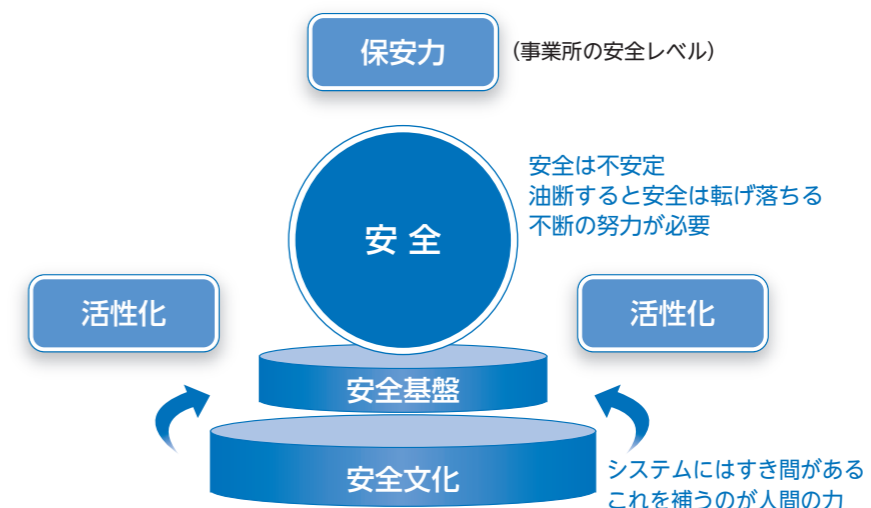 保安力
(事業所の安全レベル)
安全は不安定
油断すると安全は転げ落ちる
不断の努力が必要
安 全
活性化
活性化
安全基盤
安全文化
システムにはすき間がある
これを補うのが人間の力